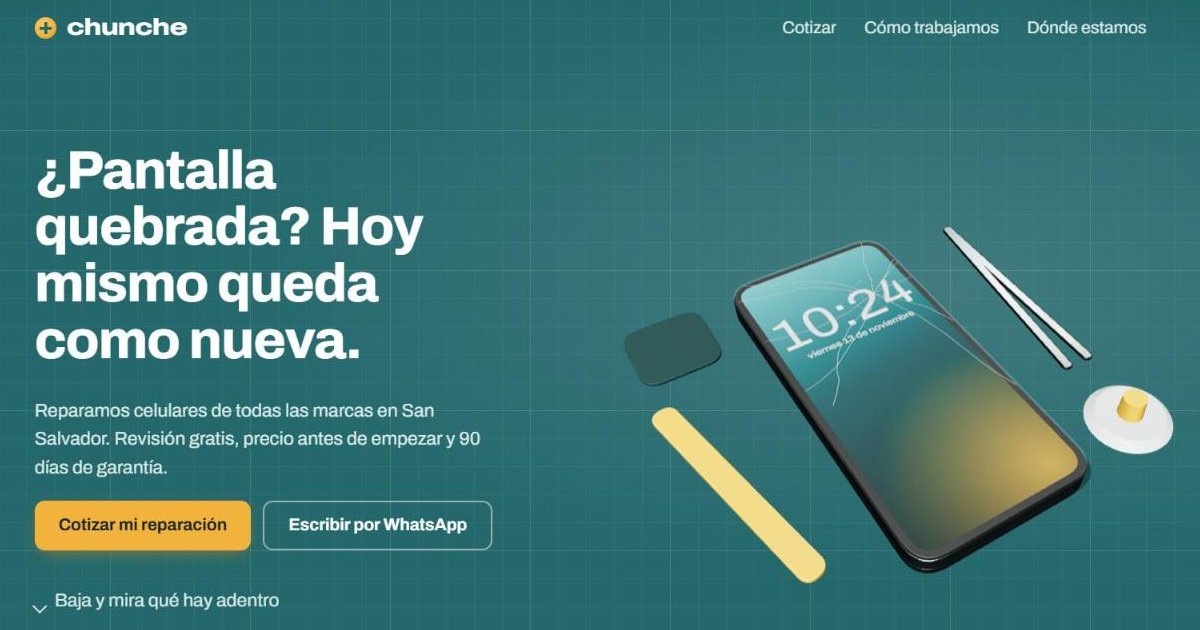 chunche
Cotizar
Cómo trabajamos
Dónde estamos
¿Pantalla
quebrada? Hoy
mismo queda
como nueva.
10:24
viernes 13 de noviembre
Reparamos celulares de todas las marcas en San
Salvador. Revisión gratis, precio antes de empezar y 90
días de garantía.
Cotizar mi reparación
Escribir por WhatsApp
Baja y mira qué hay adentro